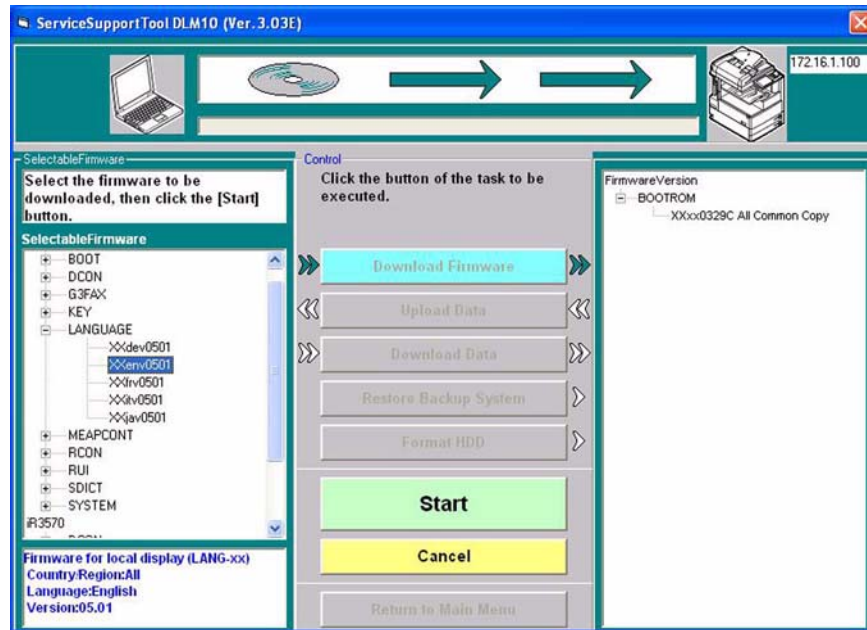 ServiceSupportTool DLM10 (Ver. 3.03E)
172.16.1.100
SelectableFirmware
Select the firmware to be
downloaded, then click the [Start]
button.
SelectableFirmware
BOOT
DCON
G3FAX
KEY
LANGUAGE
XXdev0501
XXenv0501
XXfrv0501
XXitv0501
XXjav0501
MEAPCONT
RCON
RUI
SDICT
SYSTEM
iR3570
Firmware for local display (LANG-xx)
Country:Region:All
Language:English
Version:05.01
Control
Click the button of the task to be
executed.
Download Firmware
Upload Data
Download Data
Restore Backup System
Format HDD
Start
Cancel
Return to Main Menu
FirmwareVersion
BOOTROM
XXxx0329C All Common Copy